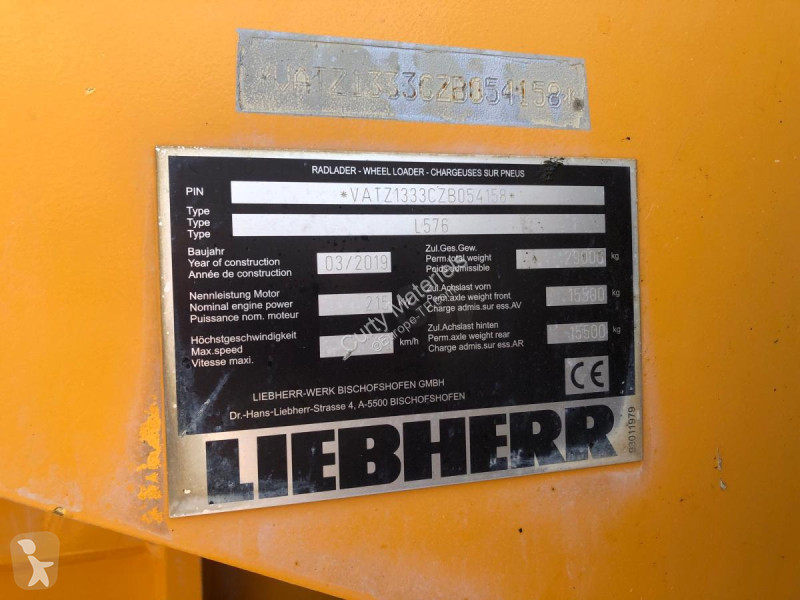 *VATZ1333CZB054158*
RADLADER - WHEEL LOADER - CHARGEUSES SUR PNEUS
PIN *VATZ1333CZB054158*
Type
Type L576
Type
Baujahr
Year of construction 03/2019
Année de construction
Nennleistung Motor
Nominal engine power
Puissance nom. moteur
Höchstgeschwindigkeit
Max.speed km/h
Vitesse maxi.
Zul.Ges.Gew.
Perm.total weight 29000 kg
Poids admissible
Zul.Achslast vorn
Perm.axle weight front kg
Charge admis.sur ess.AV
Zul.Achslast hinten
Perm.axle weight rear 15500 kg
Charge admis.sur ess.AR
LIEBHERR-WERK BISCHOFSHOFEN GMBH
Dr.-Hans-Liebherr-Strasse 4, A-5500 BISCHOFSHOFEN
CE
LIEBHERR
93011979
Curty Materiels